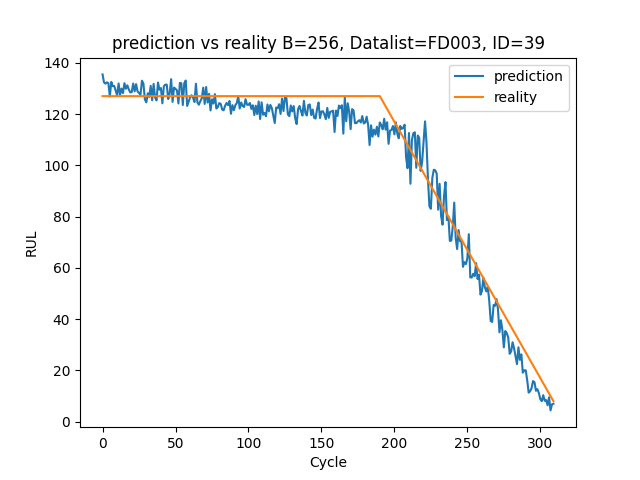 prediction vs reality B=256, Datalist=FD003, ID=39
prediction
reality
RUL
140
120
100
80
60
40
20
0
0 50 100 150 200 250 300
Cycle